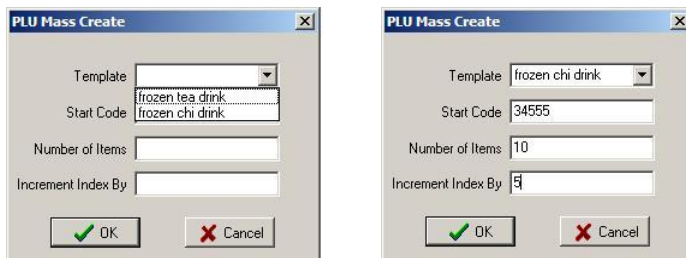 PLU Mass Create
Template
frozen tea drink
frozen chi drink
Start Code
Number of Items
Increment Index By
OK
Cancel
PLU Mass Create
Template frozen chi drink
Start Code 34555
Number of Items 10
Increment Index By 5
OK
Cancel